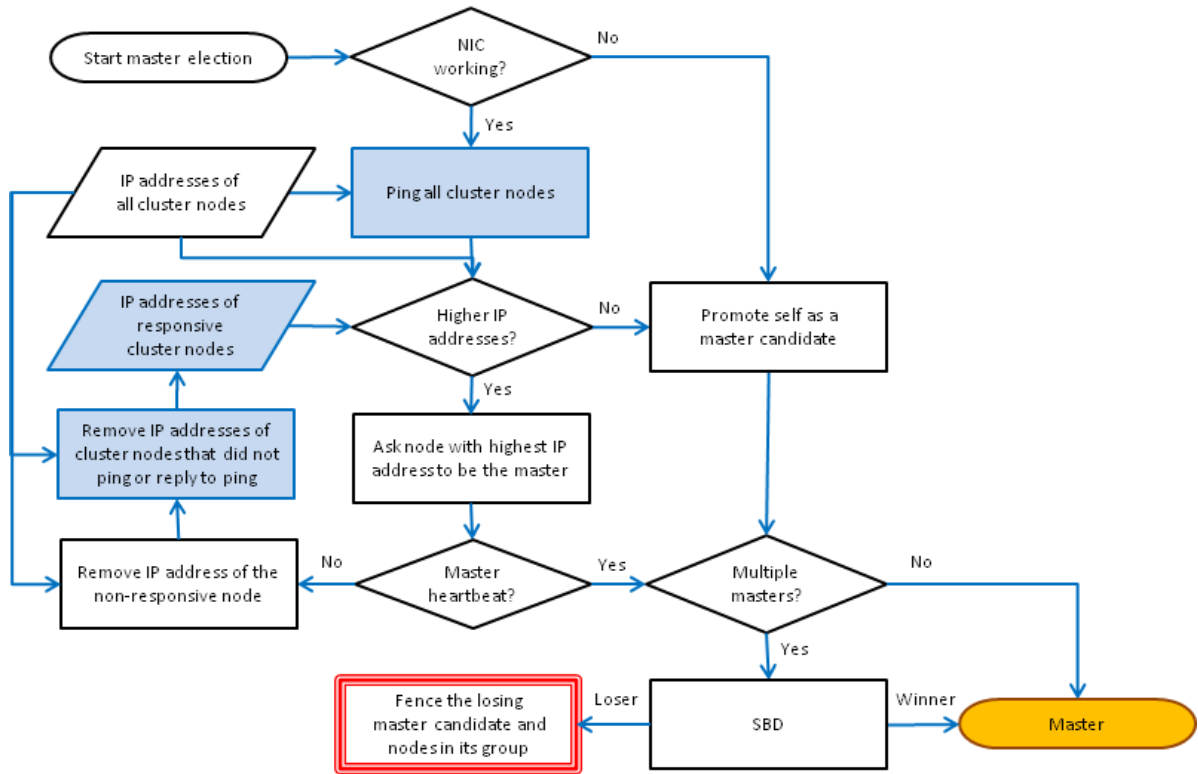 Start master election
NIC
working?
No
Yes
IP addresses of
all cluster nodes
Ping all cluster nodes
IP addresses of
responsive
cluster nodes
Higher IP
addresses?
No
Promote self as a
master candidate
Yes
Remove IP addresses of
cluster nodes that did not
ping or reply to ping
Ask node with highest IP
address to be the master
Remove IP address of the
non-responsive node
No
Master
heartbeat?
Yes
Multiple
masters?
No
Yes
Fence the losing
master candidate and
nodes in its group
Loser
SBD
Winner
Master